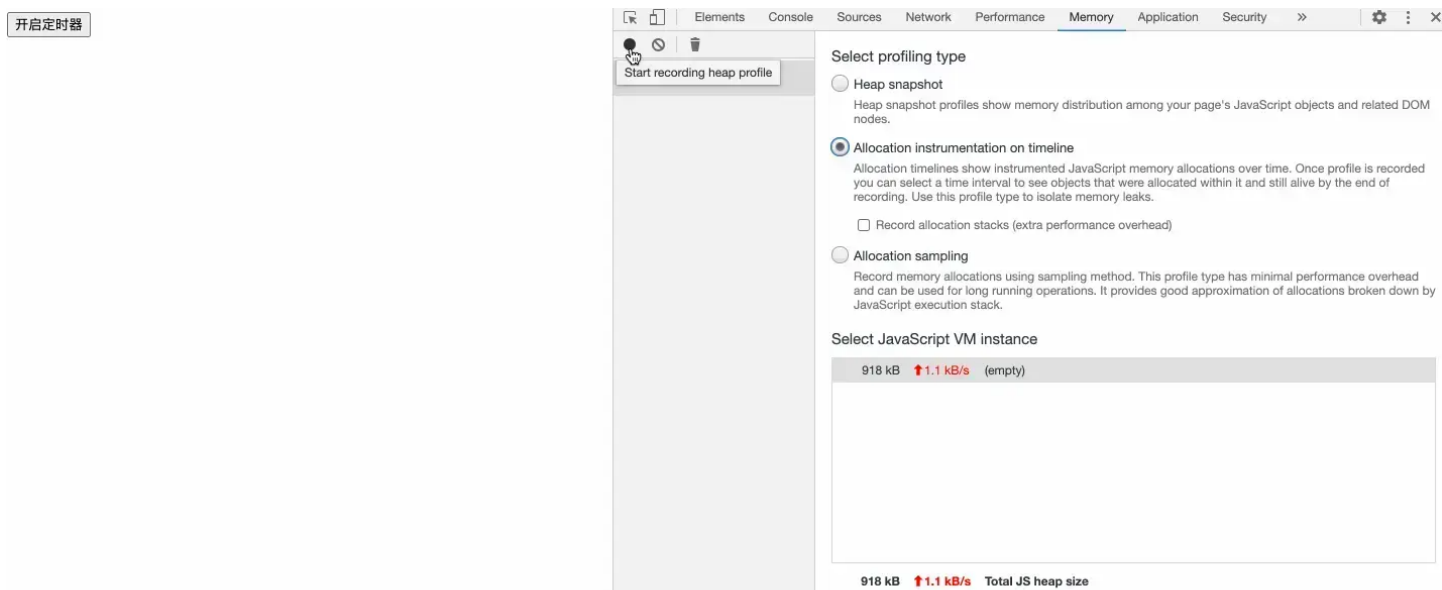 开启定时器
Elements Console Sources Network Performance Memory Application Security »
Start recording heap profile
Select profiling type
Heap snapshot
Heap snapshot profiles show memory distribution among your page's JavaScript objects and related DOM
nodes.
Allocation instrumentation on timeline
Allocation timelines show instrumented JavaScript memory allocations over time. Once profile is recorded
you can select a time interval to see objects that were allocated within it and still alive by the end of
recording. Use this profile type to isolate memory leaks.
Record allocation stacks (extra performance overhead)
Allocation sampling
Record memory allocations using sampling method. This profile type has minimal performance overhead
and can be used for long running operations. It provides good approximation of allocations broken down by
JavaScript execution stack.
Select JavaScript VM instance
918 kB 1.1 kB/s (empty)
918 kB 1.1 kB/s Total JS heap size